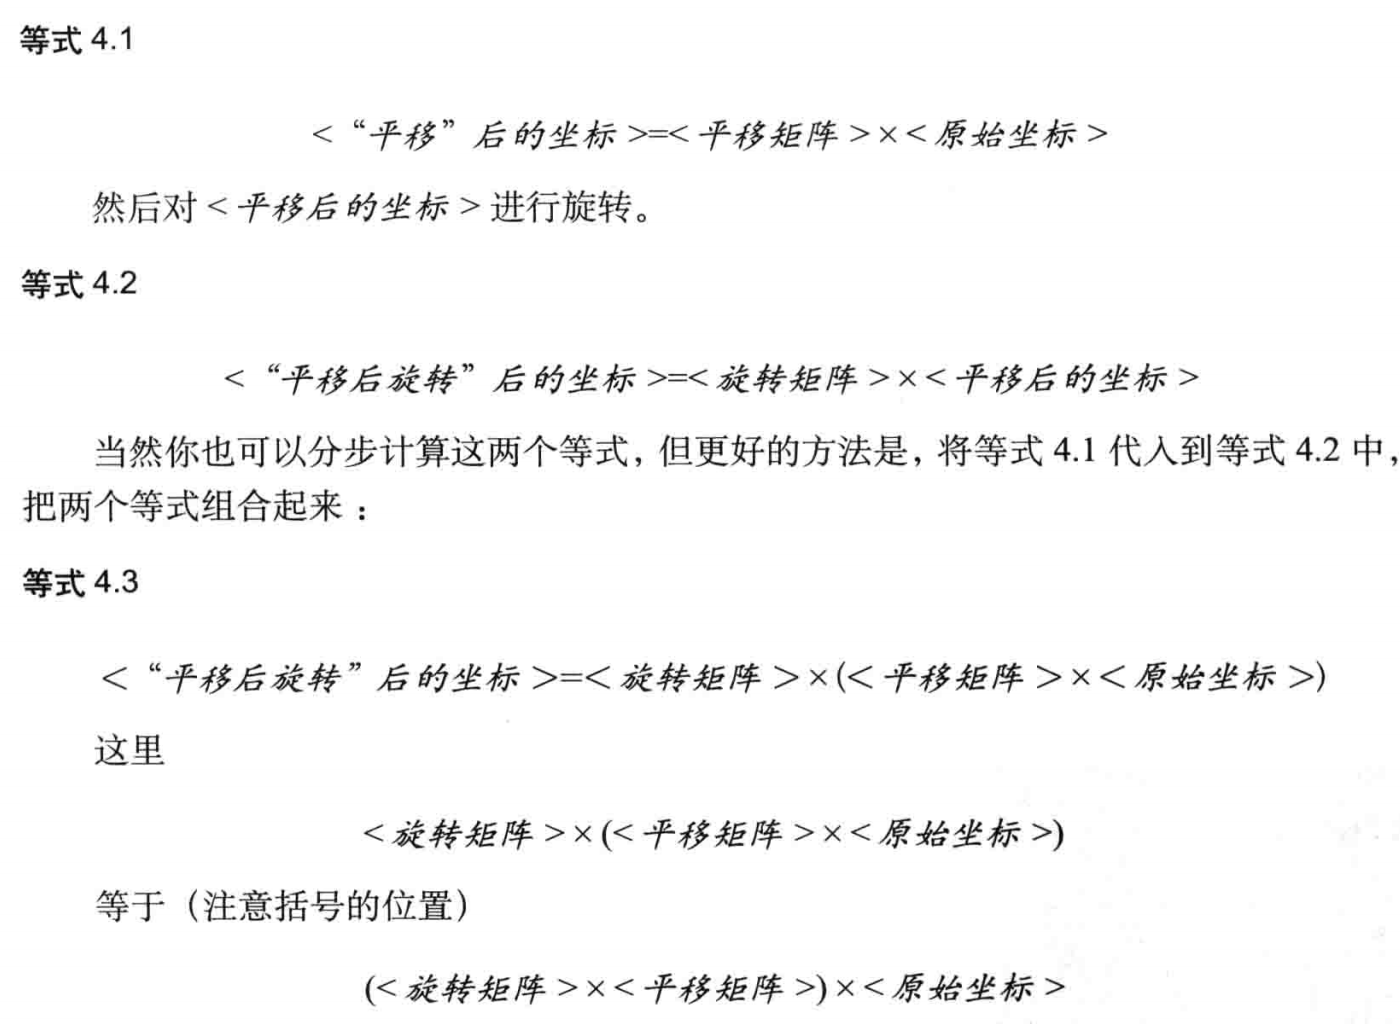 等式 4.1
<“平移”后的坐标>=<平移矩阵>×<原始坐标>
然后对<平移后的坐标>进行旋转。
等式 4.2
<“平移后旋转”后的坐标>=<旋转矩阵>×<平移后的坐标>
当然你也可以分步计算这两个等式，但更好的方法是，将等式 4.1 代入到等式 4.2 中，
把两个等式组合起来：
等式 4.3
<“平移后旋转”后的坐标>=<旋转矩阵>×(<平移矩阵>×<原始坐标>)
这里
<旋转矩阵>×(<平移矩阵>×<原始坐标>)
等于（注意括号的位置）
(<旋转矩阵>×<平移矩阵>)×<原始坐标>